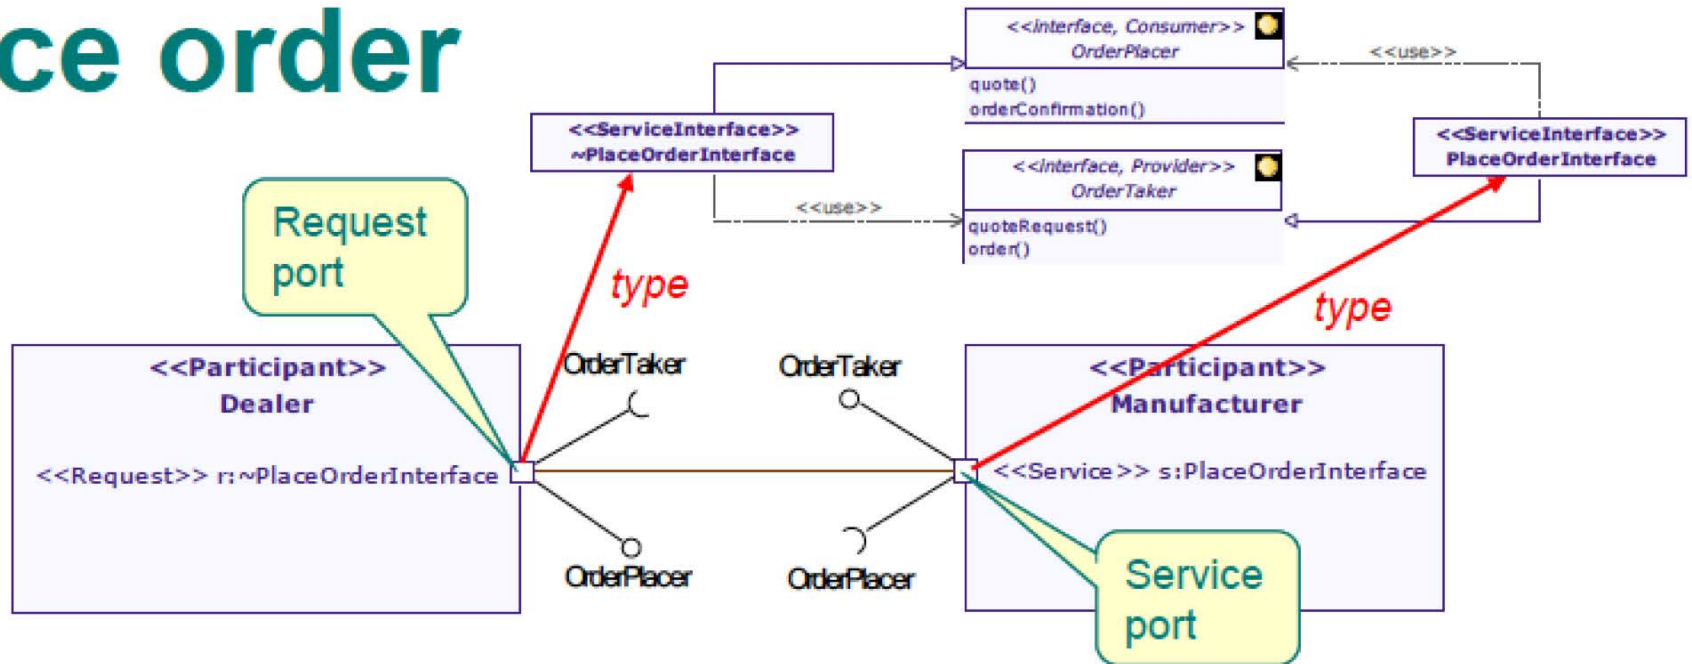 ce order
<<interface, Consumer>>
OrderPlacer
quote()
orderConfirmation()
<<use>>
<<ServiceInterface>>
~PlaceOrderInterface
<<ServiceInterface>>
PlaceOrderInterface
<<interface, Provider>>
OrderTaker
quoteRequest()
order()
<<use>>
Request
port
type
type
<<Participant>>
Dealer
<<Request>> r:~PlaceOrderInterface
OrderTaker
OrderPlacer
OrderTaker
OrderPlacer
<<Participant>>
Manufacturer
<<Service>> s:PlaceOrderInterface
Service
port